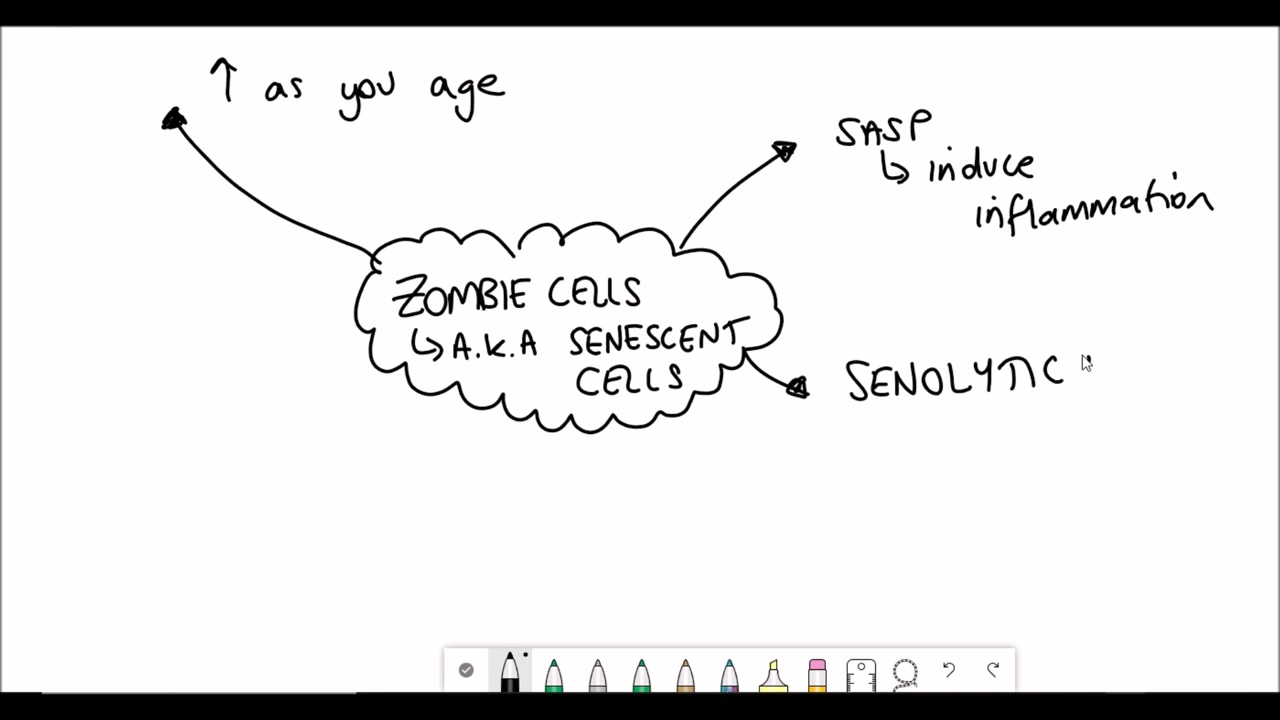 ↑ as you age
SASP
↳ induce
inflammation
ZOMBIE CELLS
↳ A.K.A SENESCENT
CELLS
SENOLYTIC